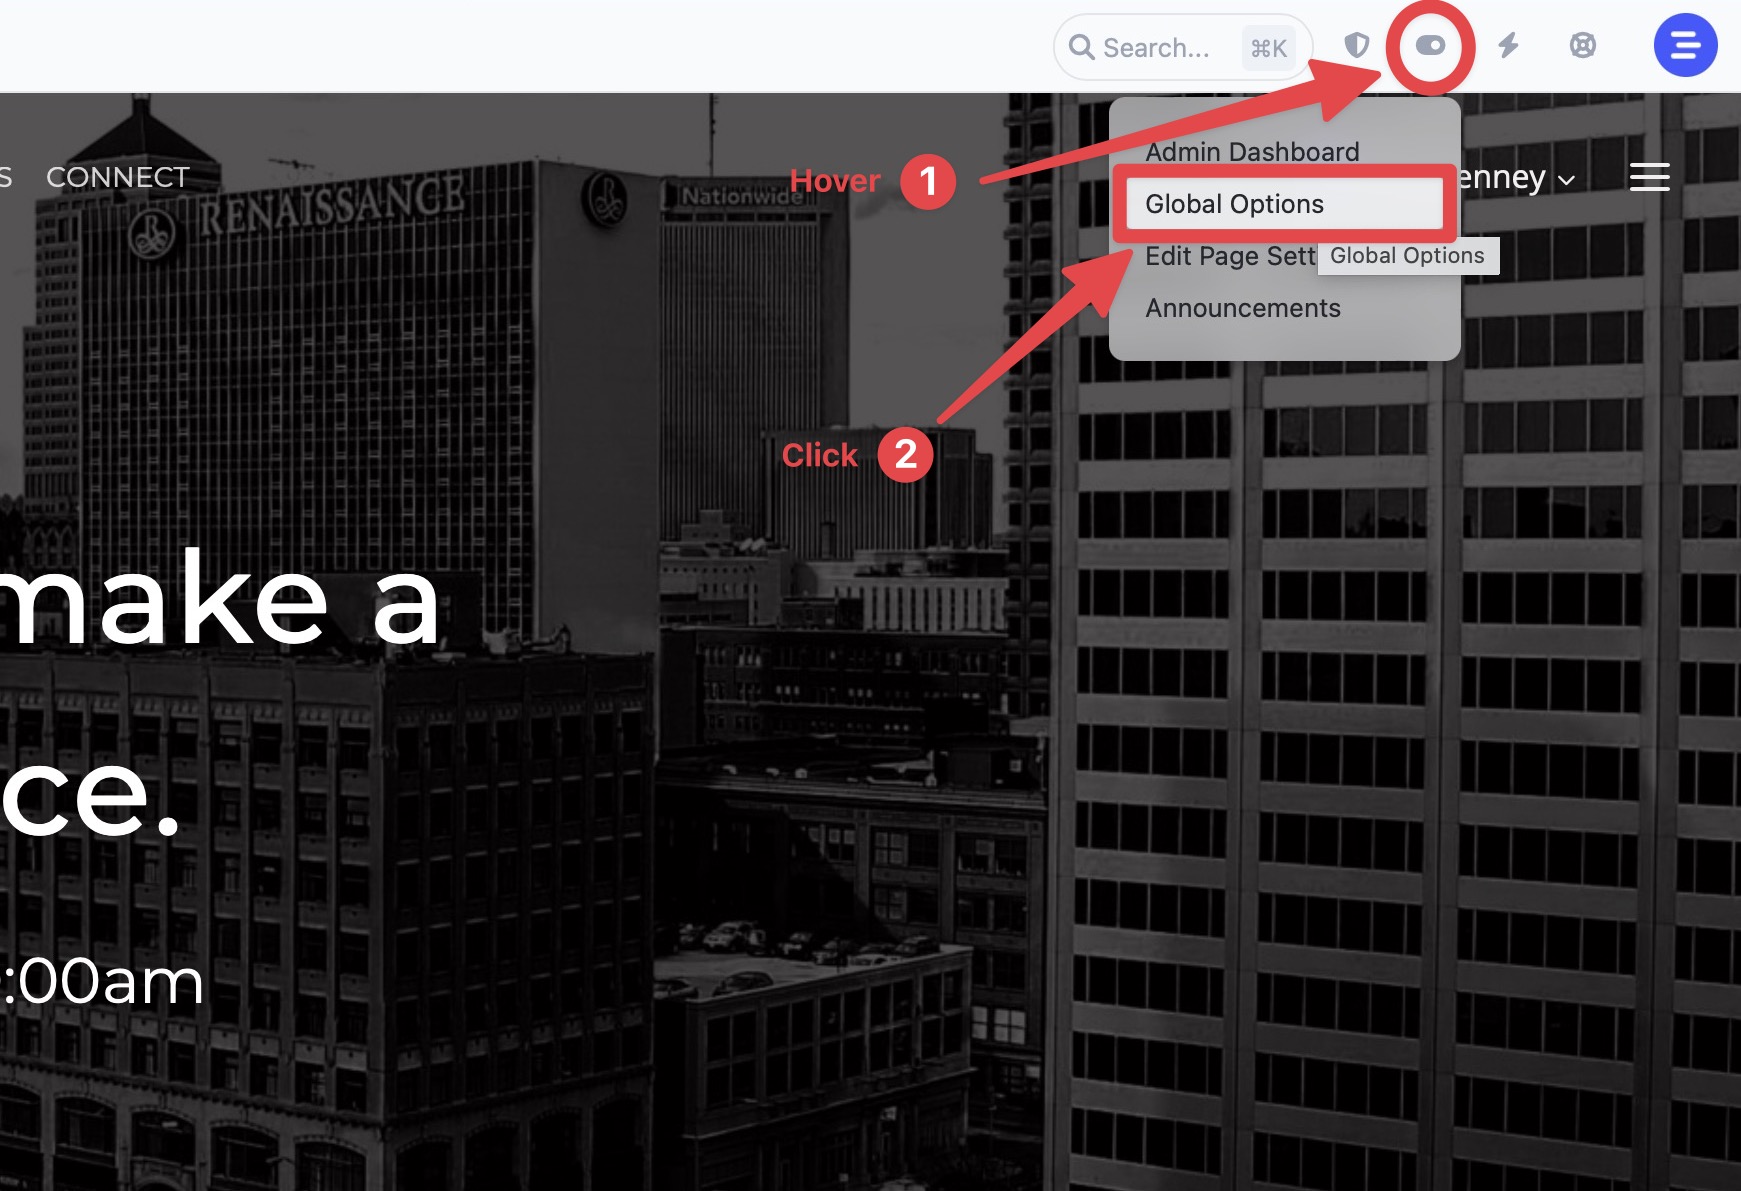 Search... ⌘K
Admin Dashboard
Global Options
Edit Page Sett
Global Options
Announcements
Hover 1
Click 2
S CONNECT
enney
RENAISSANCE
Nationwide
make a
ce.
:00am